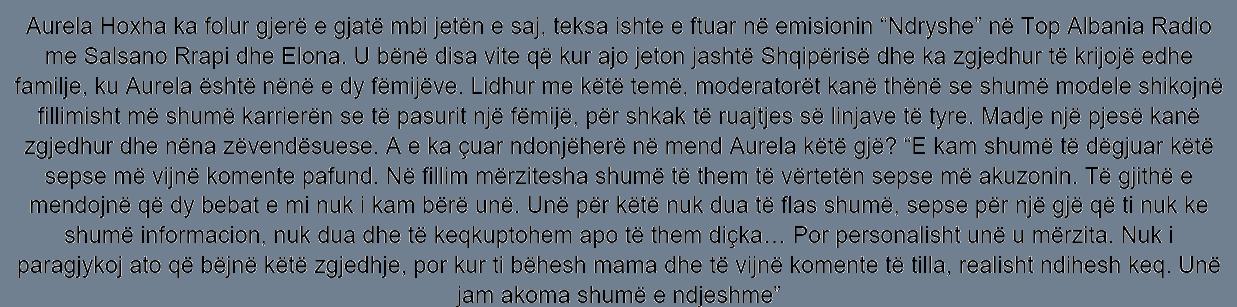 Aurela Hoxha ka folur gjerë e gjatë mbi jetën e saj, teksa ishte e ftuar në emisionin “Ndryshe” në Top Albania Radio
me Salsano Rrapi dhe Elona. U bënë disa vite që kur ajo jeton jashtë Shqipërisë dhe ka zgjedhur të krijojë edhe
familje, ku Aurela është nënë e dy fëmijëve. Lidhur me këtë temë, moderatorët kanë thënë se shumë modele shikojnë
fillimisht më shumë karrierën se të pasurit një fëmijë, për shkak të ruajtjes së linjave të tyre. Madje një pjesë kanë
zgjedhur dhe nëna zëvendësuese. A e ka çuar ndonjëherë në mend Aurela këtë gjë? “E kam shumë të dëgjuar këtë
sepse më vijnë komente pafund. Në fillim mërzitesha shumë të them të vërtetën sepse më akuzonin. Të gjithë e
mendojnë që dy bebat e mi nuk i kam bërë unë. Unë për këtë nuk dua të flas shumë, sepse për një gjë që ti nuk ke
shumë informacion, nuk dua dhe të keqkuptohem apo të them diçka… Por personalisht unë u mërzita. Nuk i
paragjykoj ato që bëjnë këtë zgjedhje, por kur ti bëhesh mama dhe të vijnë komente të tilla, realisht ndihesh keq. Unë
jam akoma shumë e ndjeshme”